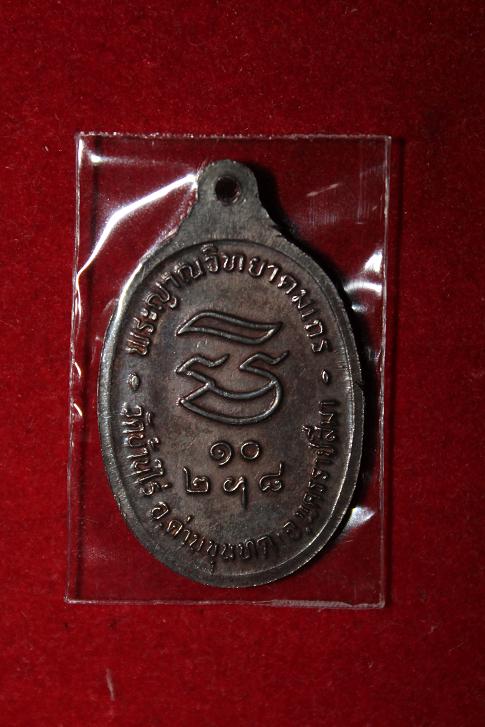 พระญาณวิทยาคมเถร
๑๐
๒๕๘
วัดบ้านไร่ อ.ด่านขุนทด จ.นครราชสีมา